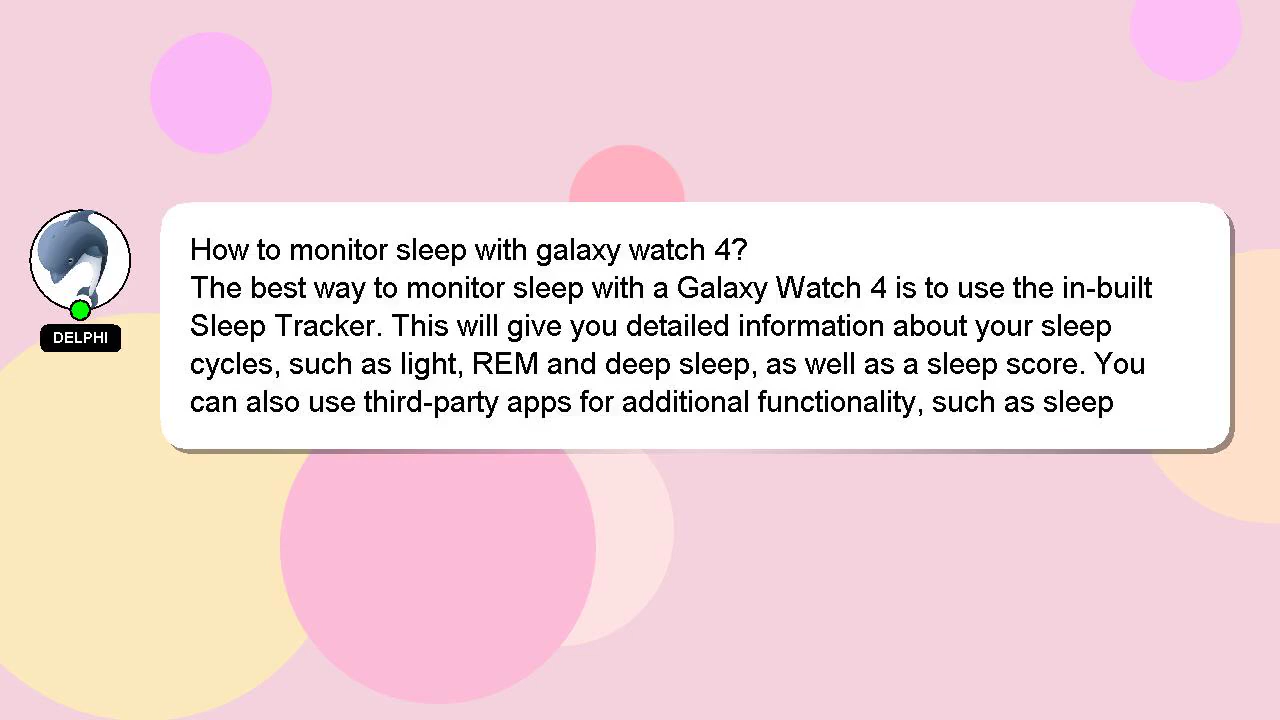 How to monitor sleep with galaxy watch 4?
The best way to monitor sleep with a Galaxy Watch 4 is to use the in-built
Sleep Tracker. This will give you detailed information about your sleep
cycles, such as light, REM and deep sleep, as well as a sleep score. You
can also use third-party apps for additional functionality, such as sleep
DELPHI